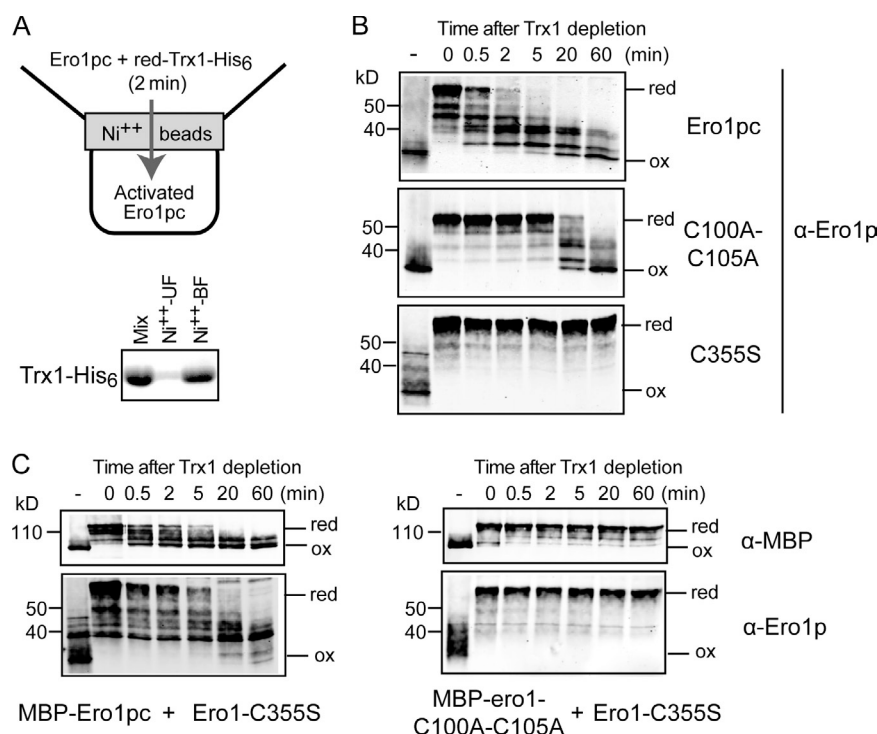 A
Ero1pc + red-Trx1-His6
(2 min)
Ni++ beads
Activated
Ero1pc
Mix
Ni++-UF
Ni++-BF
Trx1-His6
B
Time after Trx1 depletion
- 0 0.5 2 5 20 60 (min)
kD
50
40
red
ox
Ero1pc
50
40
red
ox
C100A-
C105A
50
40
red
ox
C355S
α-Ero1p
C
Time after Trx1 depletion
- 0 0.5 2 5 20 60 (min)
kD
110
red
ox
50
40
red
ox
MBP-Ero1pc + Ero1-C355S
Time after Trx1 depletion
- 0 0.5 2 5 20 60 (min)
kD
110
red
ox
α-MBP
50
40
red
ox
α-Ero1p
MBP-ero1-
C100A-C105A + Ero1-C355S